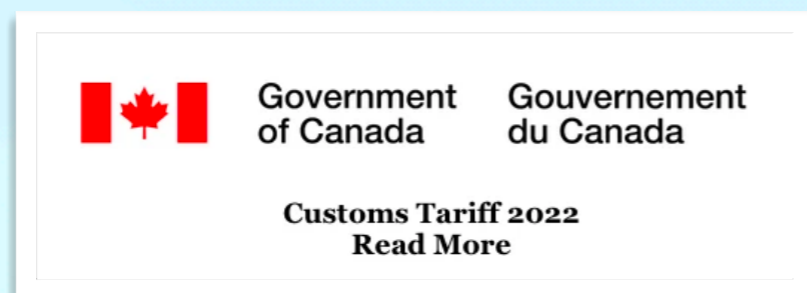 Government of Canada
Gouvernement du Canada
Customs Tariff 2022
Read More